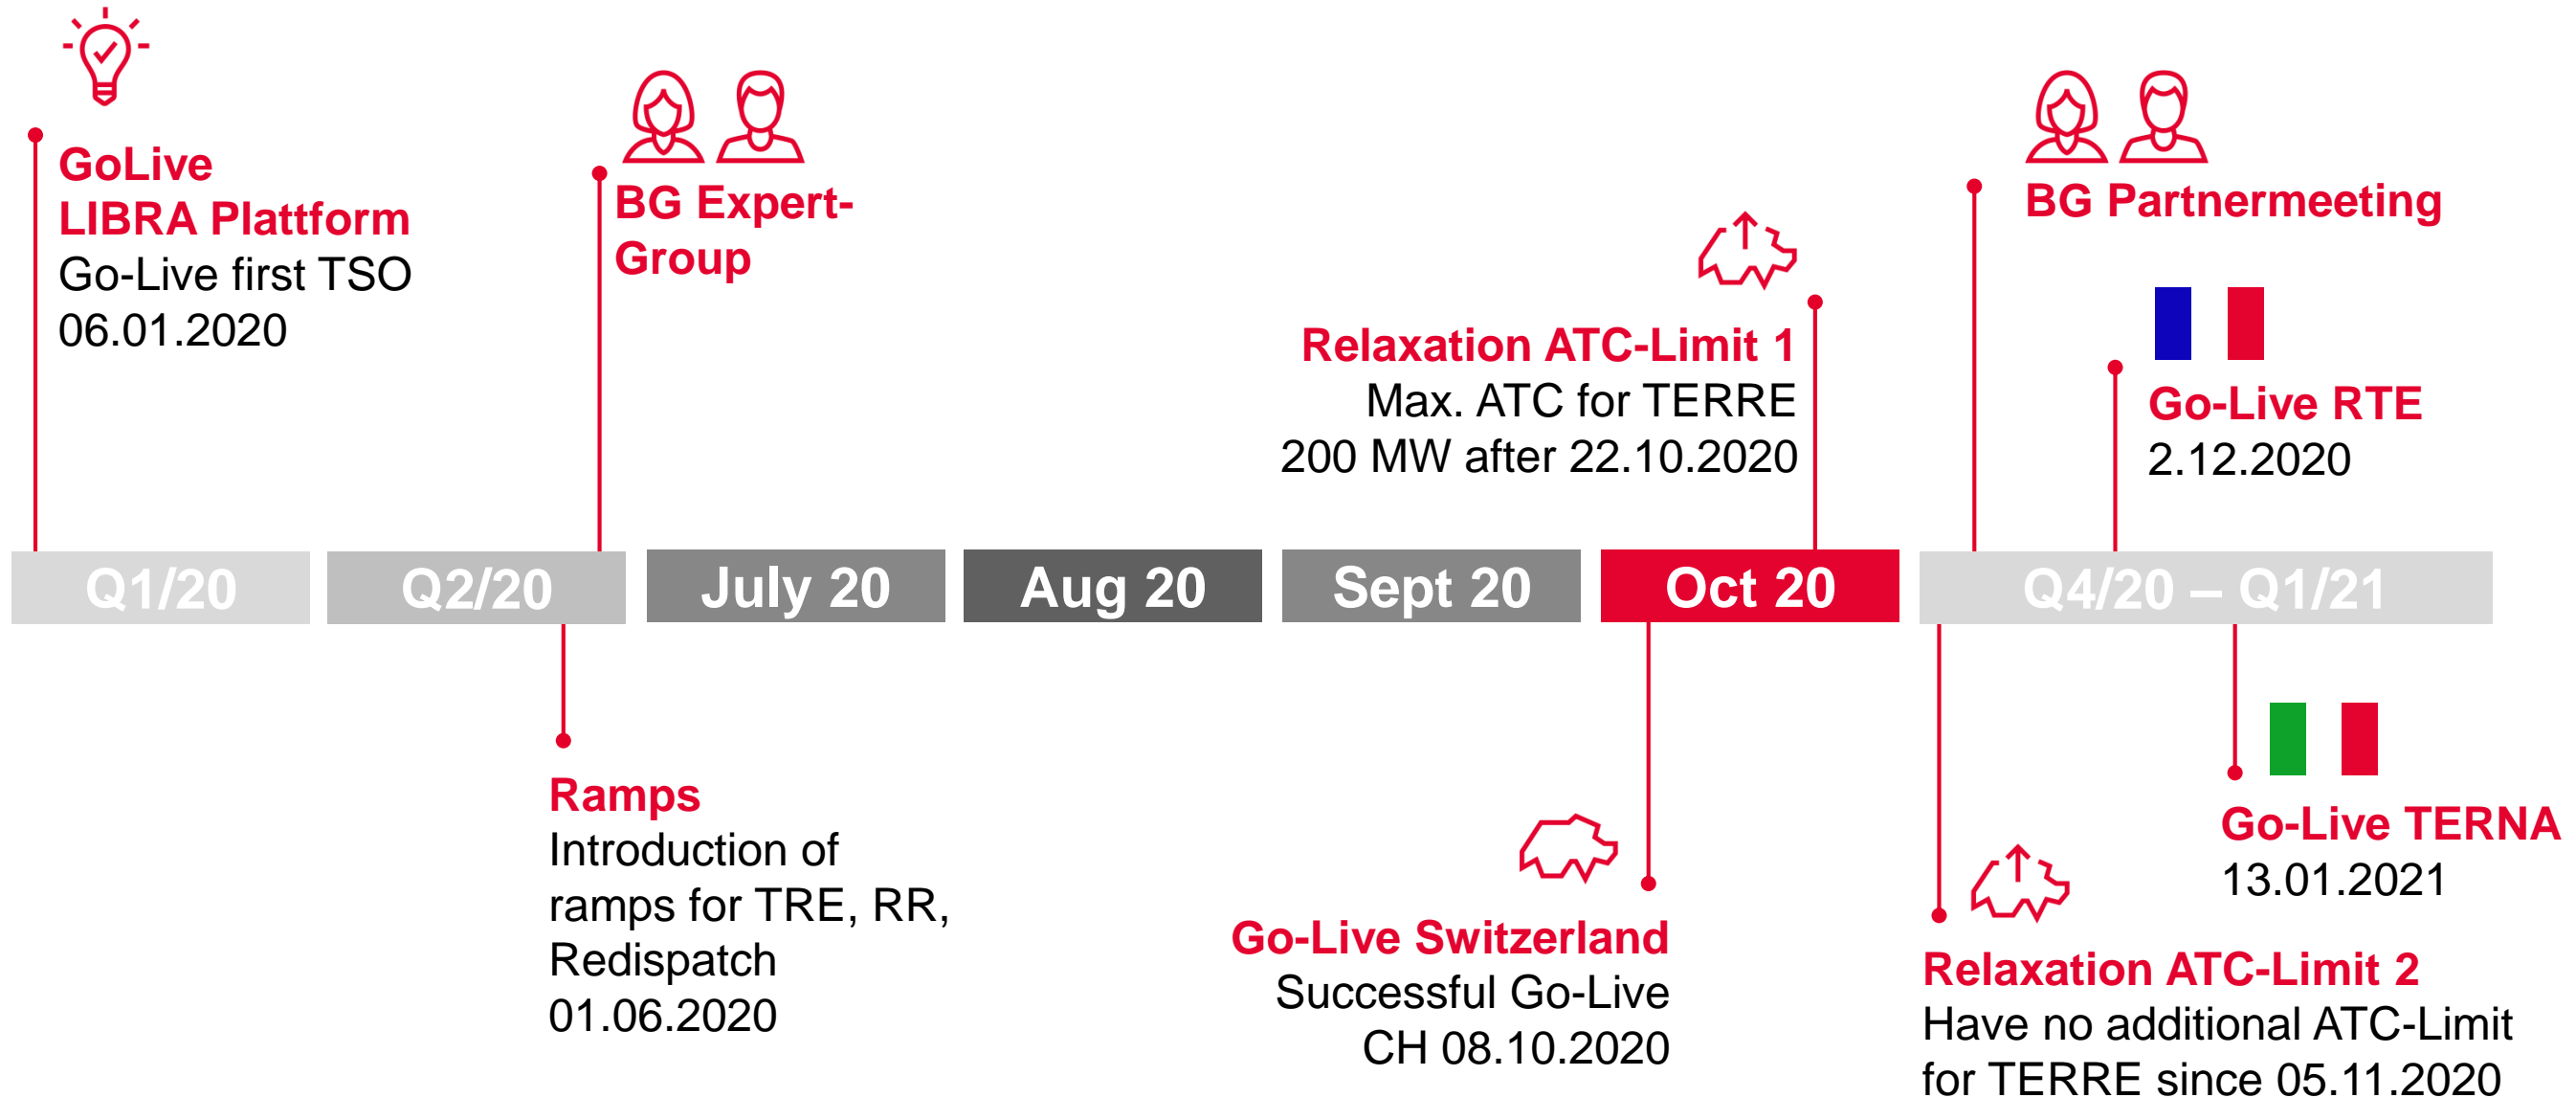 GoLive
LIBRA Plattform
Go-Live first TSO
06.01.2020
BG Expert-
Group
Relaxation ATC-Limit 1
Max. ATC for TERRE
200 MW after 22.10.2020
BG Partnermeeting
Go-Live RTE
2.12.2020
Q1/20
Q2/20
July 20
Aug 20
Sept 20
Oct 20
Q4/20 – Q1/21
Ramps
Introduction of
ramps for TRE, RR,
Redispatch
01.06.2020
Go-Live Switzerland
Successful Go-Live
CH 08.10.2020
Relaxation ATC-Limit 2
Have no additional ATC-Limit
for TERRE since 05.11.2020
Go-Live TERNA
13.01.2021